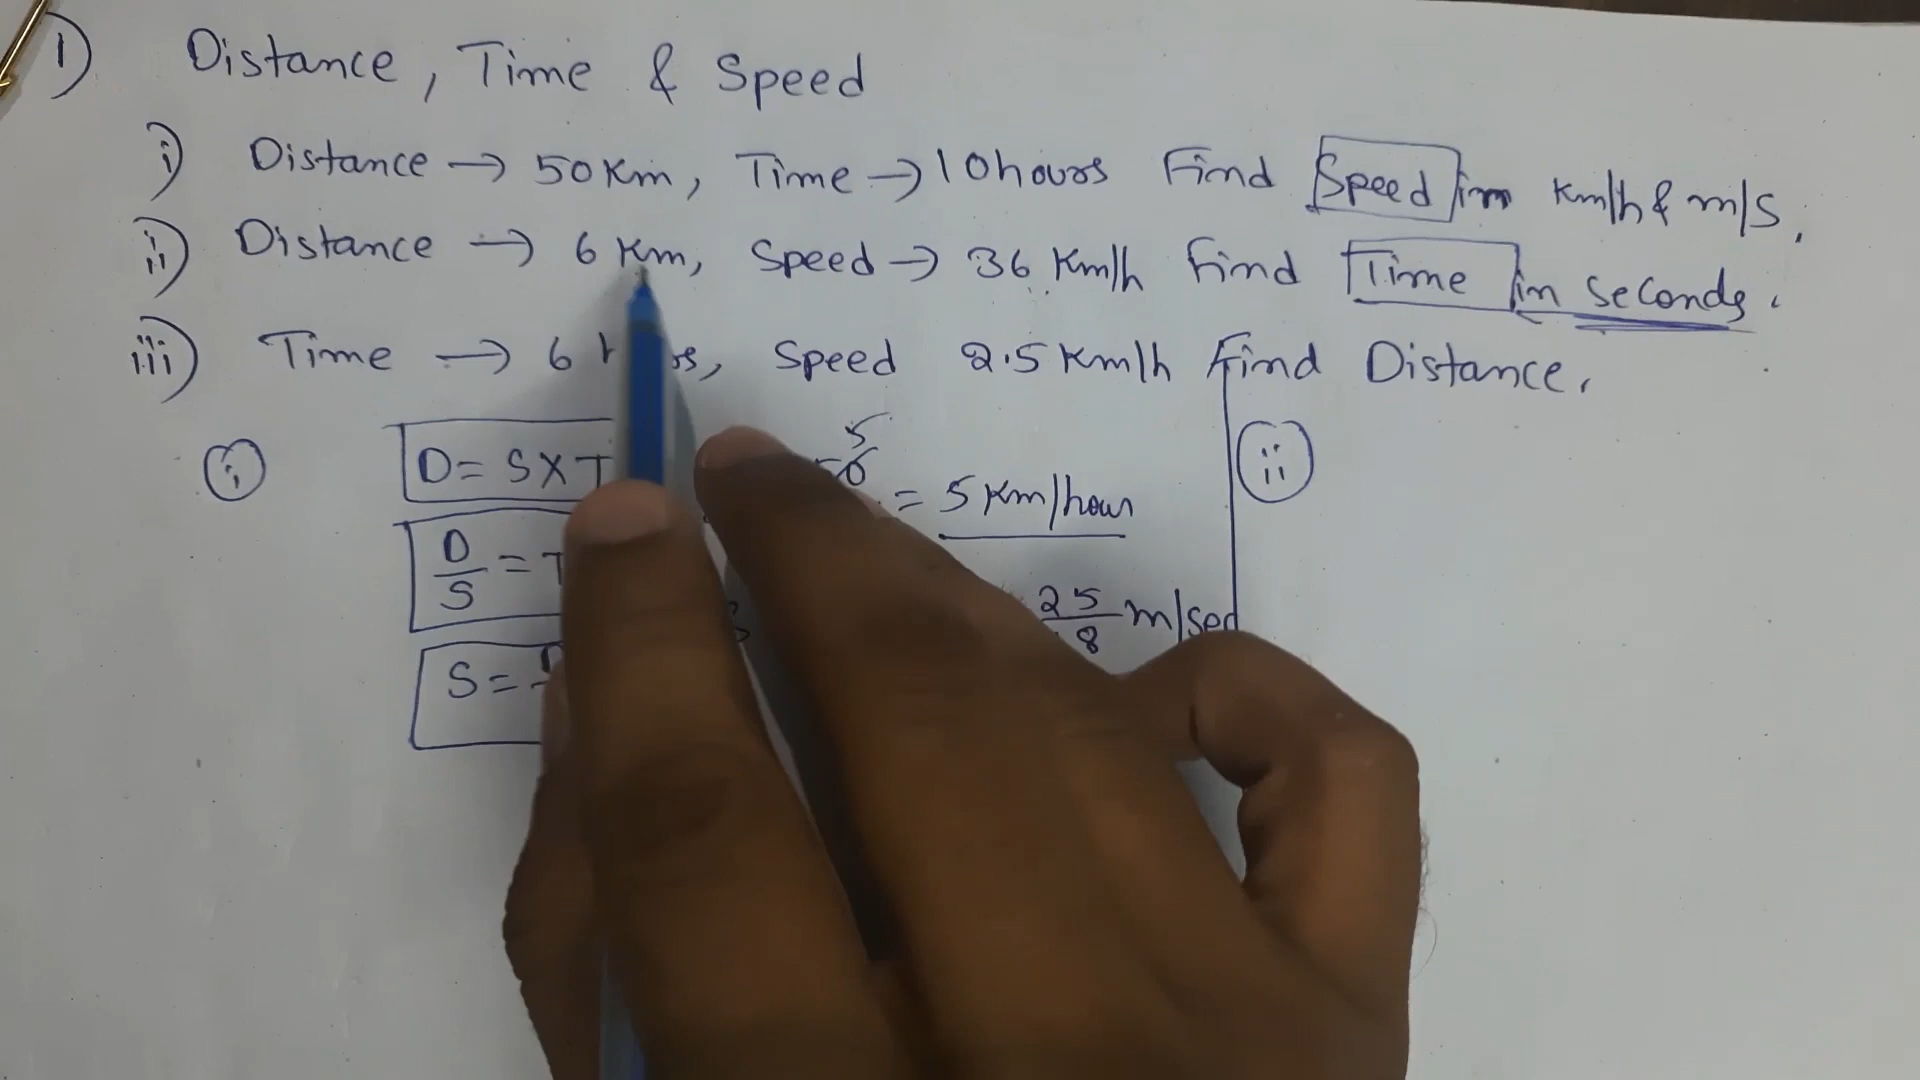 1) Distance, Time & Speed
i) Distance → 50 Km, Time → 10 hours Find Speed in Km/h & m/s.
ii) Distance → 6 Km, Speed → 36 Km/h Find Time in seconds.
iii) Time → 6 Speed 2.5 Km/h Find Distance.
i
D = S X T
5
= 5 Km/hour
D/S = T
25/18 m/sec
S =
ii